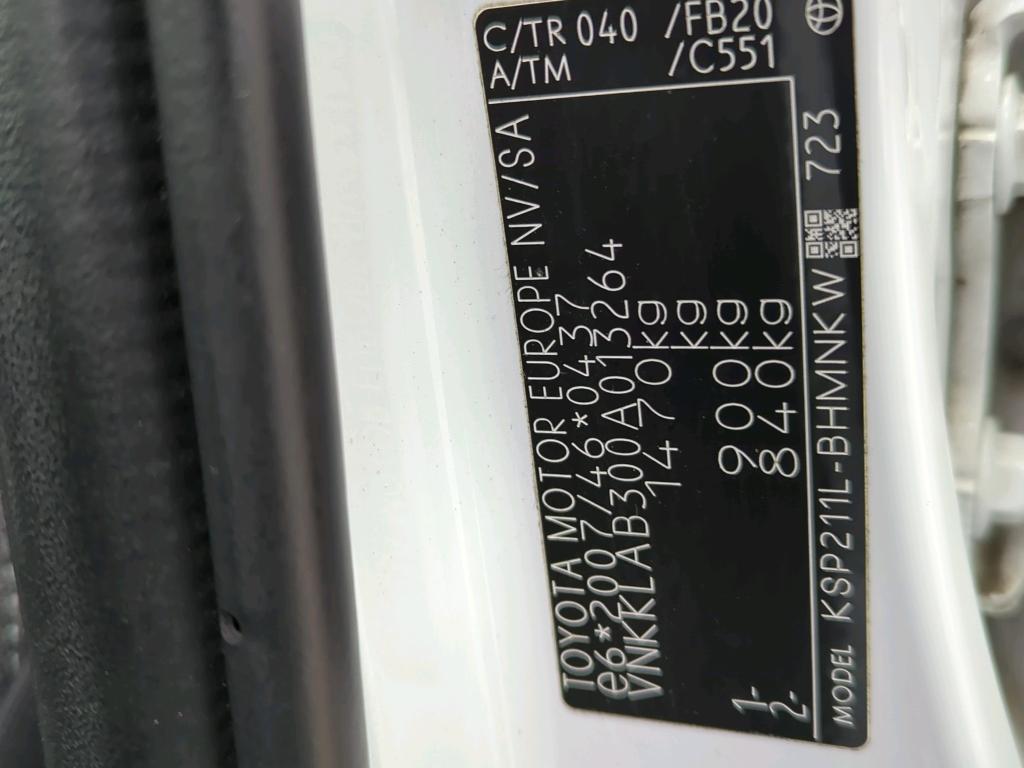 TOYOTA MOTOR EUROPE NV/SA
e6*2007/46*0437
VNKKLAB300A013264
1470kg
kg
1- 900kg
2- 840kg
C/TR 040 /FB20
A/TM /C551
MODEL KSP211L-BHMNKW 723